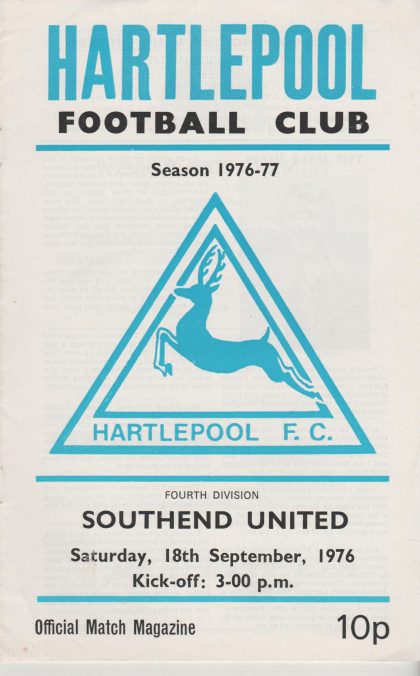 HARTLEPOOL
FOOTBALL CLUB
Season 1976-77
HARTLEPOOL F. C.
FOURTH DIVISION
SOUTHEND UNITED
Saturday, 18th September, 1976
Kick-off: 3-00 p.m.
Official Match Magazine 10p